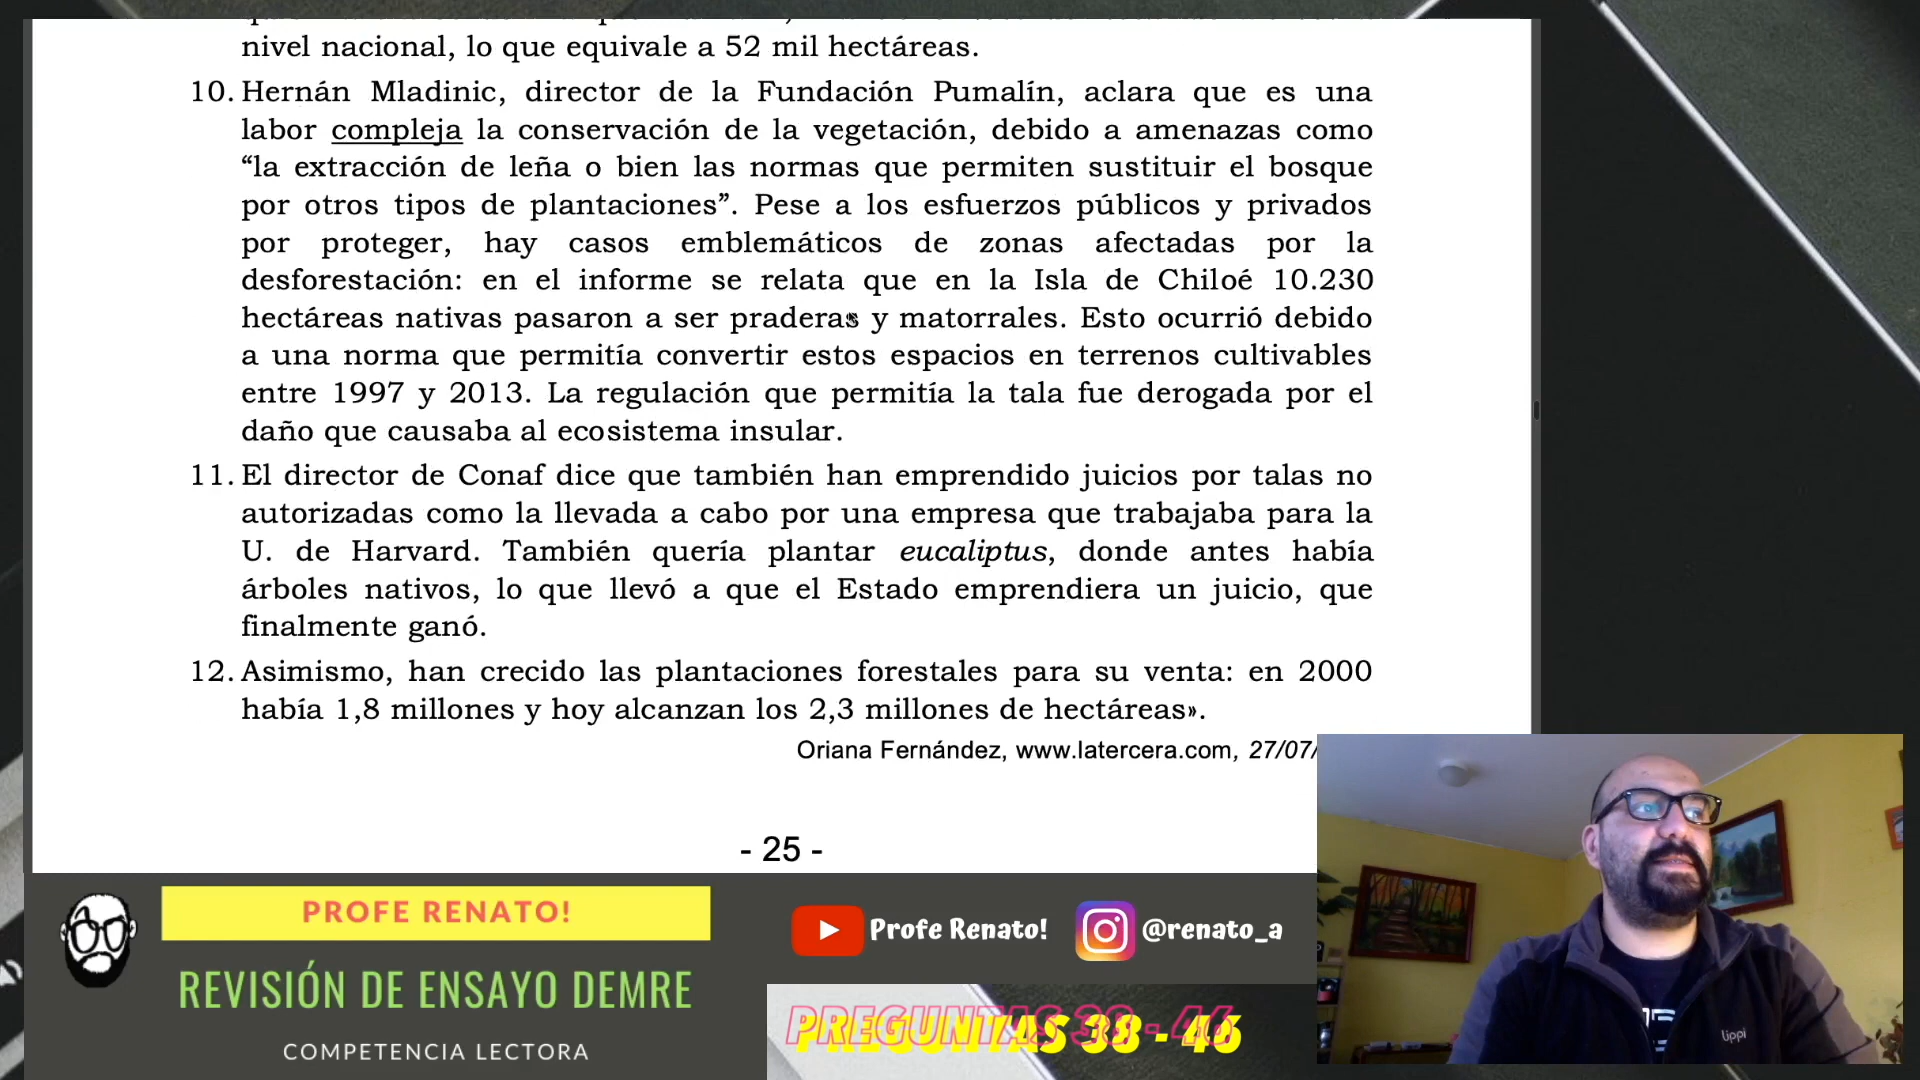 nivel nacional, lo que equivale a 52 mil hectáreas.
10. Hernán Mladinic, director de la Fundación Pumalín, aclara que es una
labor compleja la conservación de la vegetación, debido a amenazas como
“la extracción de leña o bien las normas que permiten sustituir el bosque
por otros tipos de plantaciones”. Pese a los esfuerzos públicos y privados
por proteger, hay casos emblemáticos de zonas afectadas por la
desforestación: en el informe se relata que en la Isla de Chiloé 10.230
hectáreas nativas pasaron a ser praderas y matorrales. Esto ocurrió debido
a una norma que permitía convertir estos espacios en terrenos cultivables
entre 1997 y 2013. La regulación que permitía la tala fue derogada por el
daño que causaba al ecosistema insular.
11. El director de Conaf dice que también han emprendido juicios por talas no
autorizadas como la llevada a cabo por una empresa que trabajaba para la
U. de Harvard. También quería plantar eucaliptus, donde antes había
árboles nativos, lo que llevó a que el Estado emprendiera un juicio, que
finalmente ganó.
12. Asimismo, han crecido las plantaciones forestales para su venta: en 2000
había 1,8 millones y hoy alcanzan los 2,3 millones de hectáreas».
Oriana Fernández, www.latercera.com, 27/07/
- 25 -
PROFE RENATO!
REVISIÓN DE ENSAYO DEMRE
COMPETENCIA LECTORA
Profe Renato!
@renato_a
PREGUNTAS 38 - 46
lippi